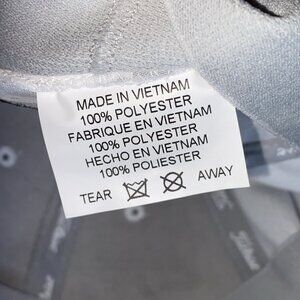 MADE IN VIETNAM
100% POLYESTER
FABRIQUE EN VIETNAM
100% POLYESTER
HECHO EN VIETNAM
100% POLIESTER
TEAR AWAY